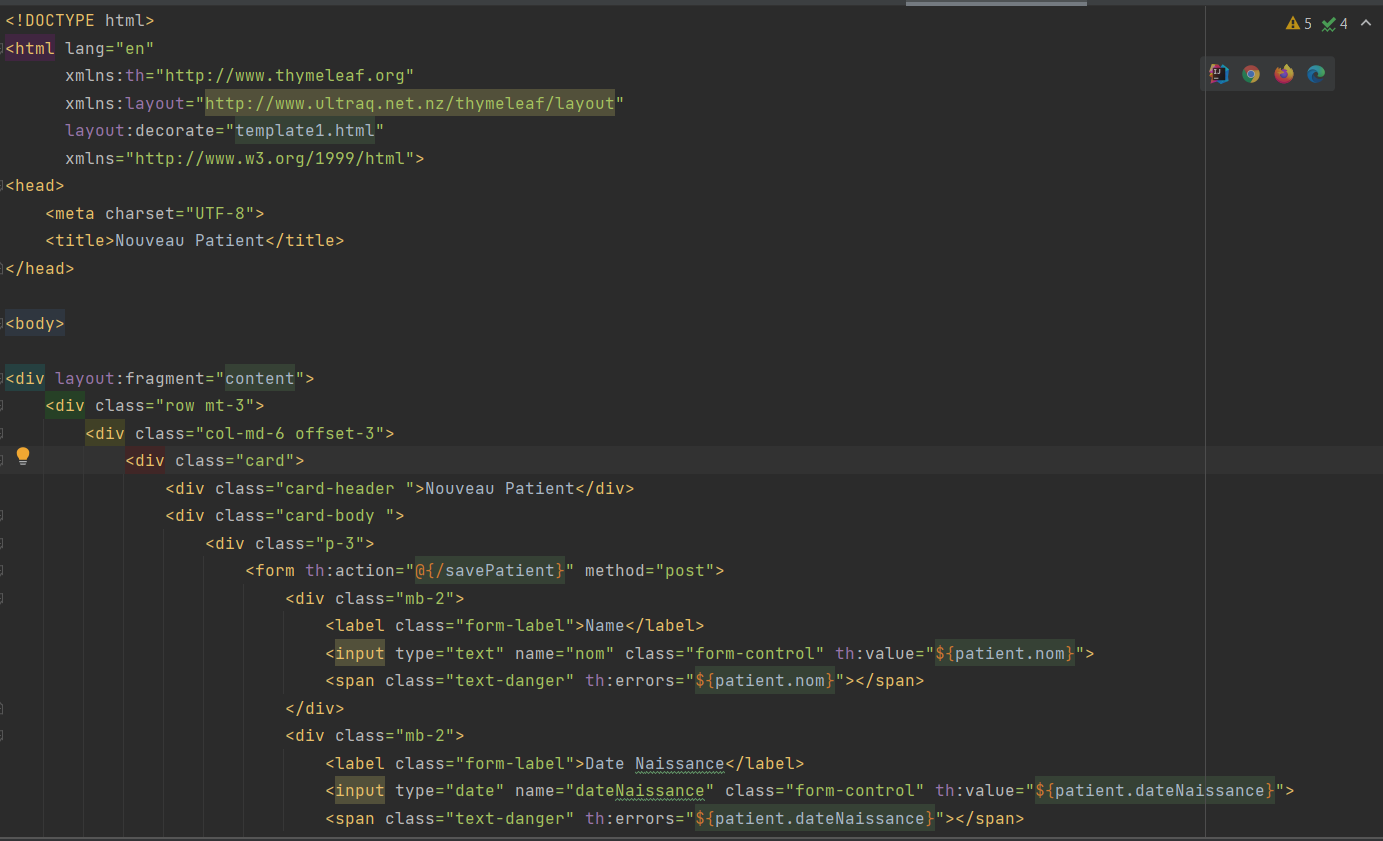 <!DOCTYPE html>
5 4
<html lang="en"
xmlns:th="http://www.thymeleaf.org"
xmlns:layout="http://www.ultraq.net.nz/thymeleaf/layout"
layout:decorate="template1.html"
xmlns="http://www.w3.org/1999/html">
<head>
<meta charset="UTF-8">
<title>Nouveau Patient</title>
</head>
<body>
<div layout:fragment="content">
<div class="row mt-3">
<div class="col-md-6 offset-3">
<div class="card">
<div class="card-header ">Nouveau Patient</div>
<div class="card-body ">
<div class="p-3">
<form th:action="@{/savePatient}" method="post">
<div class="mb-2">
<label class="form-label">Name</label>
<input type="text" name="nom" class="form-control" th:value="${patient.nom}">
<span class="text-danger" th:errors="${patient.nom}"></span>
</div>
<div class="mb-2">
<label class="form-label">Date Naissance</label>
<input type="date" name="dateNaissance" class="form-control" th:value="${patient.dateNaissance}">
<span class="text-danger" th:errors="${patient.dateNaissance}"></span>